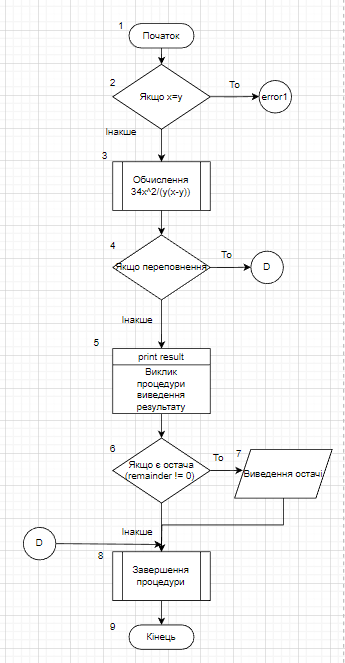 1
Початок
2
Якщо x=y
То
error1
Інакше
3
Обчислення
34x^2/(y(x-y))
4
Якщо переповнення
То
D
Інакше
5
print result
Виклик
процедури
виведення
результату
6
Якщо є остача
(remainder != 0)
То
7
Виведення остачі
Інакше
D
8
Завершення
процедури
9
Кінець